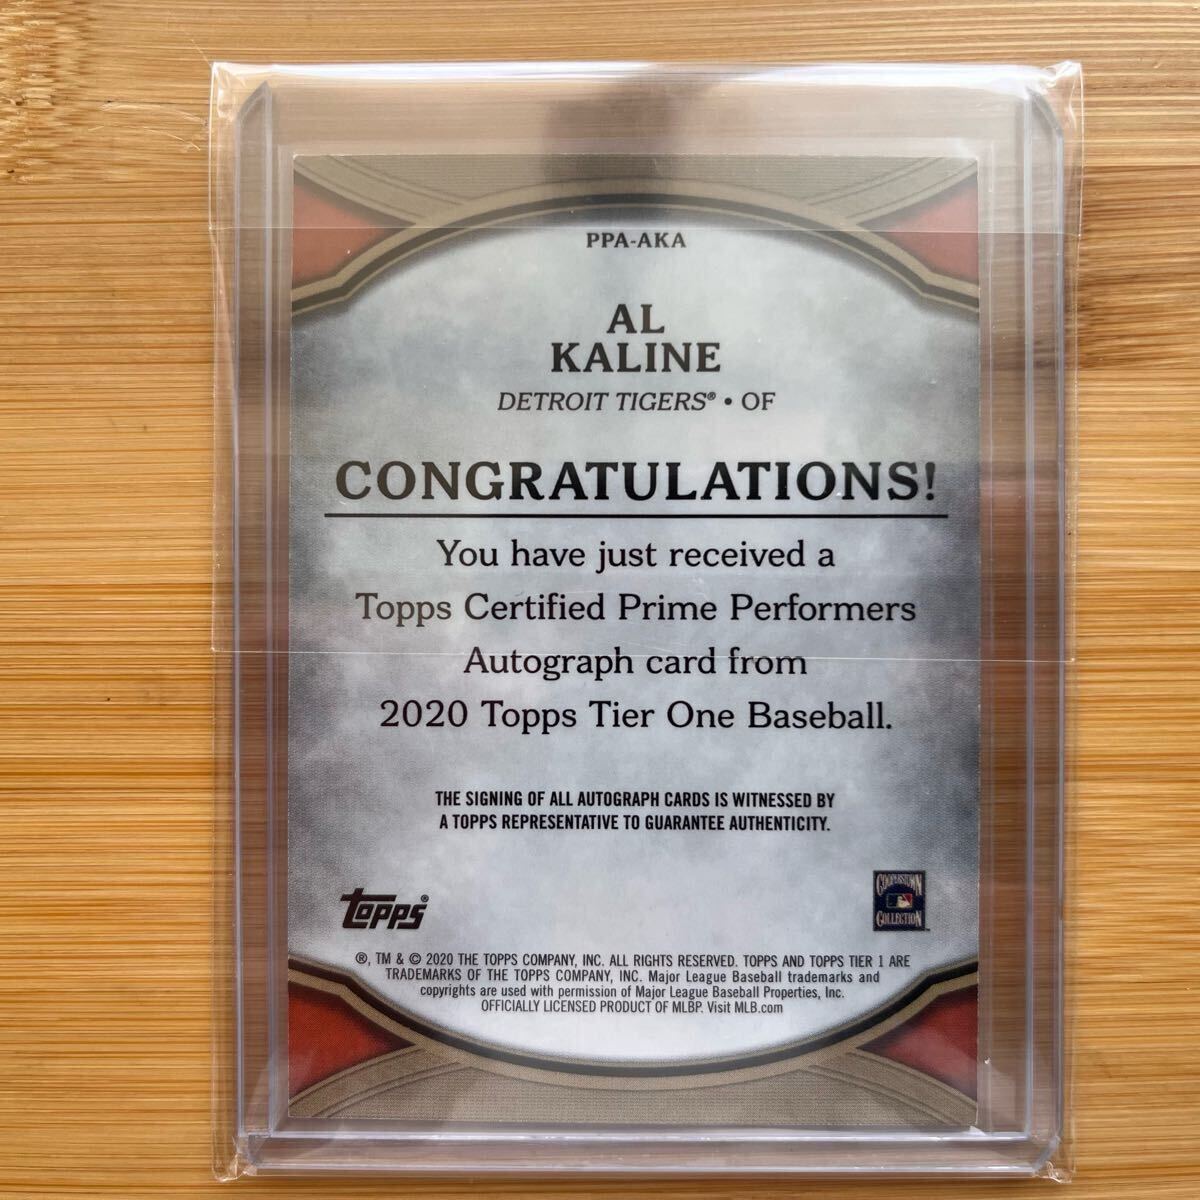 PPA-AKA
AL
KALINE
DETROIT TIGERS® • OF
CONGRATULATIONS!
You have just received a
Topps Certified Prime Performers
Autograph card from
2020 Topps Tier One Baseball.
THE SIGNING OF ALL AUTOGRAPH CARDS IS WITNESSED BY
A TOPPS REPRESENTATIVE TO GUARANTEE AUTHENTICITY.
topps®
COOPERSTOWN
COLLECTION™
®, TM & © 2020 THE TOPPS COMPANY, INC. ALL RIGHTS RESERVED. TOPPS AND TOPPS TIER 1 ARE
TRADEMARKS OF THE TOPPS COMPANY, INC. Major League Baseball trademarks and
copyrights are used with permission of Major League Baseball Properties, Inc.
OFFICIALLY LICENSED PRODUCT OF MLBP. Visit MLB.com